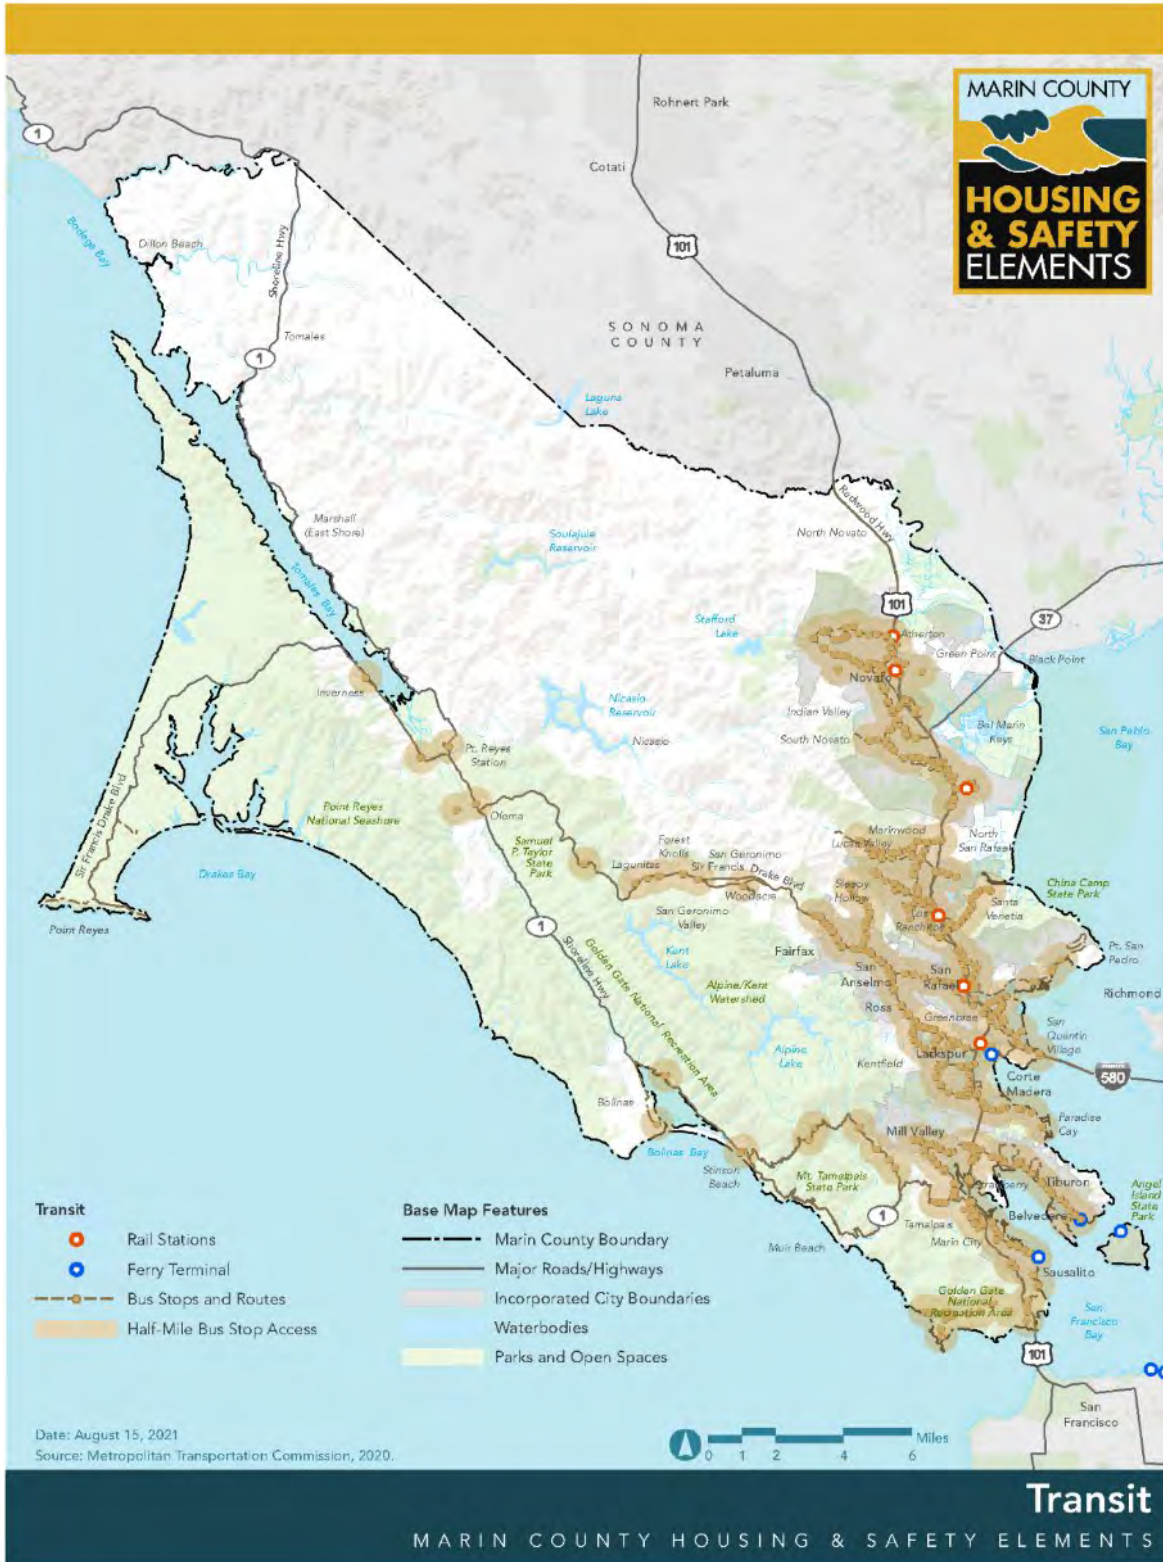 MARIN COUNTY
HOUSING
& SAFETY
ELEMENTS
Rohnert Park
1
Cotati
101
Bodega Bay
Dillon Beach
Shoreline Hwy
SONOMA
COUNTY
Tomales
1
Petaluma
Laguna
Lake
Redwood Hwy
Marshall
(East Shore)
Soulajule
Reservoir
North Novato
Tomales Bay
101
37
Stafford
Lake
Atherton
Green Point
Black Point
Novato
Inverness
Nicasio
Reservoir
Indian Valley
Bel Marin
Keys
San Pablo
Bay
Nicasio
South Novato
Pt. Reyes
Station
Sir Francis Drake Blvd
Point Reyes
National Seashore
Olema
Marinwood
Lucas Valley
North
San Rafael
Samuel
P. Taylor
State
Park
Forest
Knolls
San Geronimo
Lagunitas
Sir Francis Drake Blvd
Drakes Bay
Woodacre
Sleepy
Hollow
China Camp
State Park
Santa
Venetia
Los
Ranchitos
San Geronimo
Valley
Point Reyes
1
Shoreline Hwy
Golden Gate National Recreation Area
Kent
Lake
Fairfax
Pt. San
Pedro
San
Anselmo
San
Rafael
Alpine/Kent
Watershed
Richmond
Ross
Greenbrae
San
Quentin
Village
Alpine
Lake
Kentfield
Larkspur
580
Corte
Madera
Bolinas
Paradise
Cay
Mill Valley
Bolinas Bay
Stinson
Beach
Mt. Tamalpais
State Park
Strawberry
Tiburon
Angel
Island
State
Park
Belvedere
1
Tamalpais
Marin City
Muir Beach
Sausalito
Golden Gate
National
Recreation Area
San
Francisco
Bay
101
San
Francisco
Transit
Rail Stations
Ferry Terminal
Bus Stops and Routes
Half-Mile Bus Stop Access
Base Map Features
Marin County Boundary
Major Roads/Highways
Incorporated City Boundaries
Waterbodies
Parks and Open Spaces
Date: August 15, 2021
Source: Metropolitan Transportation Commission, 2020.
0 1 2 4 6 Miles
Transit
MARIN COUNTY HOUSING & SAFETY ELEMENTS